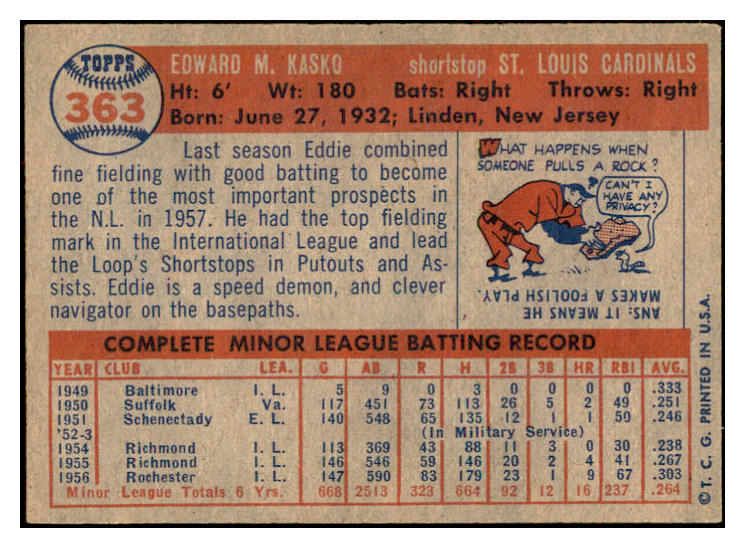 TOPPS
363
EDWARD M. KASKO shortstop ST. LOUIS CARDINALS
Ht: 6' Wt: 180 Bats: Right Throws: Right
Born: June 27, 1932; Linden, New Jersey
Last season Eddie combined
fine fielding with good batting to become
one of the most important prospects in
the N.L. in 1957. He had the top fielding
mark in the International League and lead
the Loop's Shortstops in Putouts and As-
sists. Eddie is a speed demon, and clever
navigator on the basepaths.
WHAT HAPPENS WHEN
SOMEONE PULLS A ROCK?
CAN'T I
HAVE ANY
PRIVACY?
ANS: IT MEANS HE
MAKES A FOOLISH PLAY.
COMPLETE MINOR LEAGUE BATTING RECORD
YEAR CLUB LEA. G AB R H 2B 3B HR RBI AVG.
1949 Baltimore I. L. 5 9 0 3 0 0 0 0 .333
1950 Suffolk Va. 117 451 73 113 26 5 2 49 .251
1951 Schenectady E. L. 140 548 65 135 12 1 1 50 .246
'52-3 (In Military Service)
1954 Richmond I. L. 113 369 43 88 11 3 0 30 .238
1955 Richmond I. L. 146 546 59 146 20 2 4 41 .267
1956 Rochester I. L. 147 590 83 179 23 1 9 67 .303
Minor League Totals 6 Yrs. 668 2513 323 664 92 12 16 237 .264
© T. C. G. PRINTED IN U.S.A.